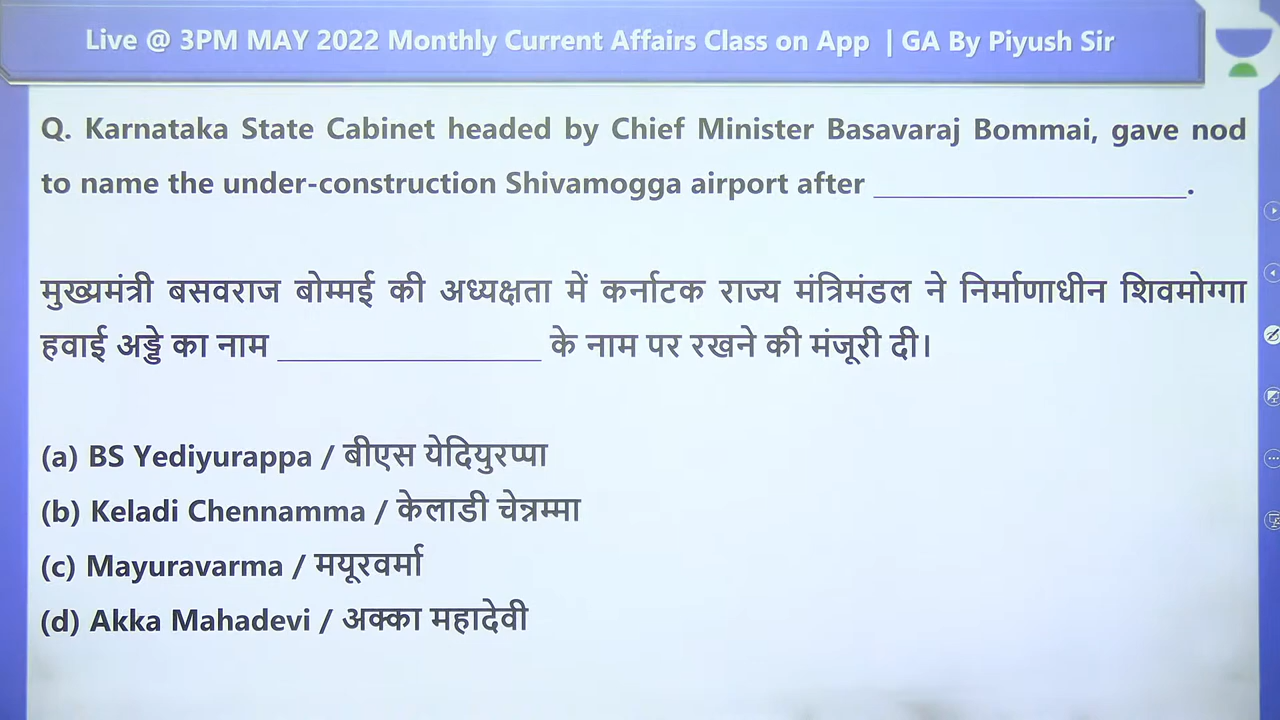 Live @ 3PM MAY 2022 Monthly Current Affairs Class on App | GA By Piyush Sir
Q. Karnataka State Cabinet headed by Chief Minister Basavaraj Bommai, gave nod
to name the under-construction Shivamogga airport after ____________________.
मुख्यमंत्री बसवराज बोम्मई की अध्यक्षता में कर्नाटक राज्य मंत्रिमंडल ने निर्माणाधीन शिवमोग्गा
हवाई अड्डे का नाम _________________ के नाम पर रखने की मंजूरी दी।
(a) BS Yediyurappa / बीएस येदियुरप्पा
(b) Keladi Chennamma / केलाडी चेन्नम्मा
(c) Mayuravarma / मयूरवर्मा
(d) Akka Mahadevi / अक्का महादेवी